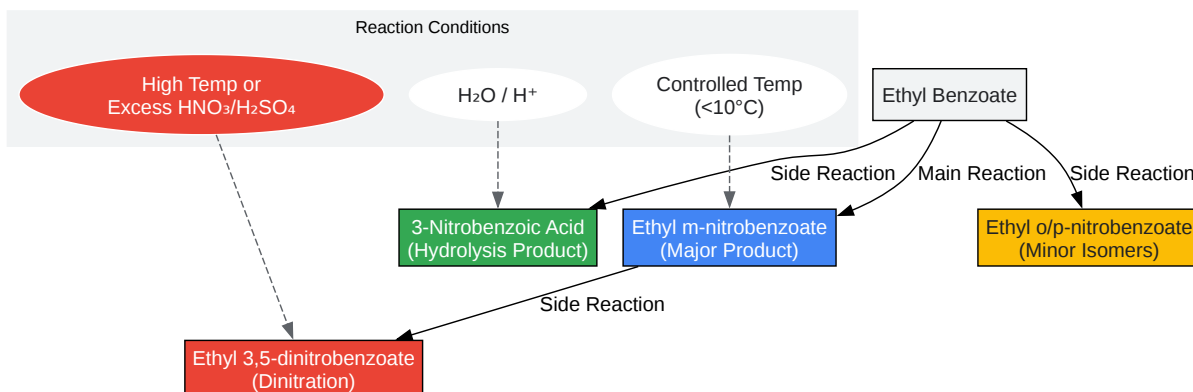 Reaction Conditions
High Temp or
Excess HNO₃/H₂SO₄
H₂O / H⁺
Controlled Temp
(<10°C)
Ethyl Benzoate
Side Reaction
Main Reaction
Side Reaction
3-Nitrobenzoic Acid
(Hydrolysis Product)
Ethyl m-nitrobenzoate
(Major Product)
Ethyl o/p-nitrobenzoate
(Minor Isomers)
Side Reaction
Ethyl 3,5-dinitrobenzoate
(Dinitration)